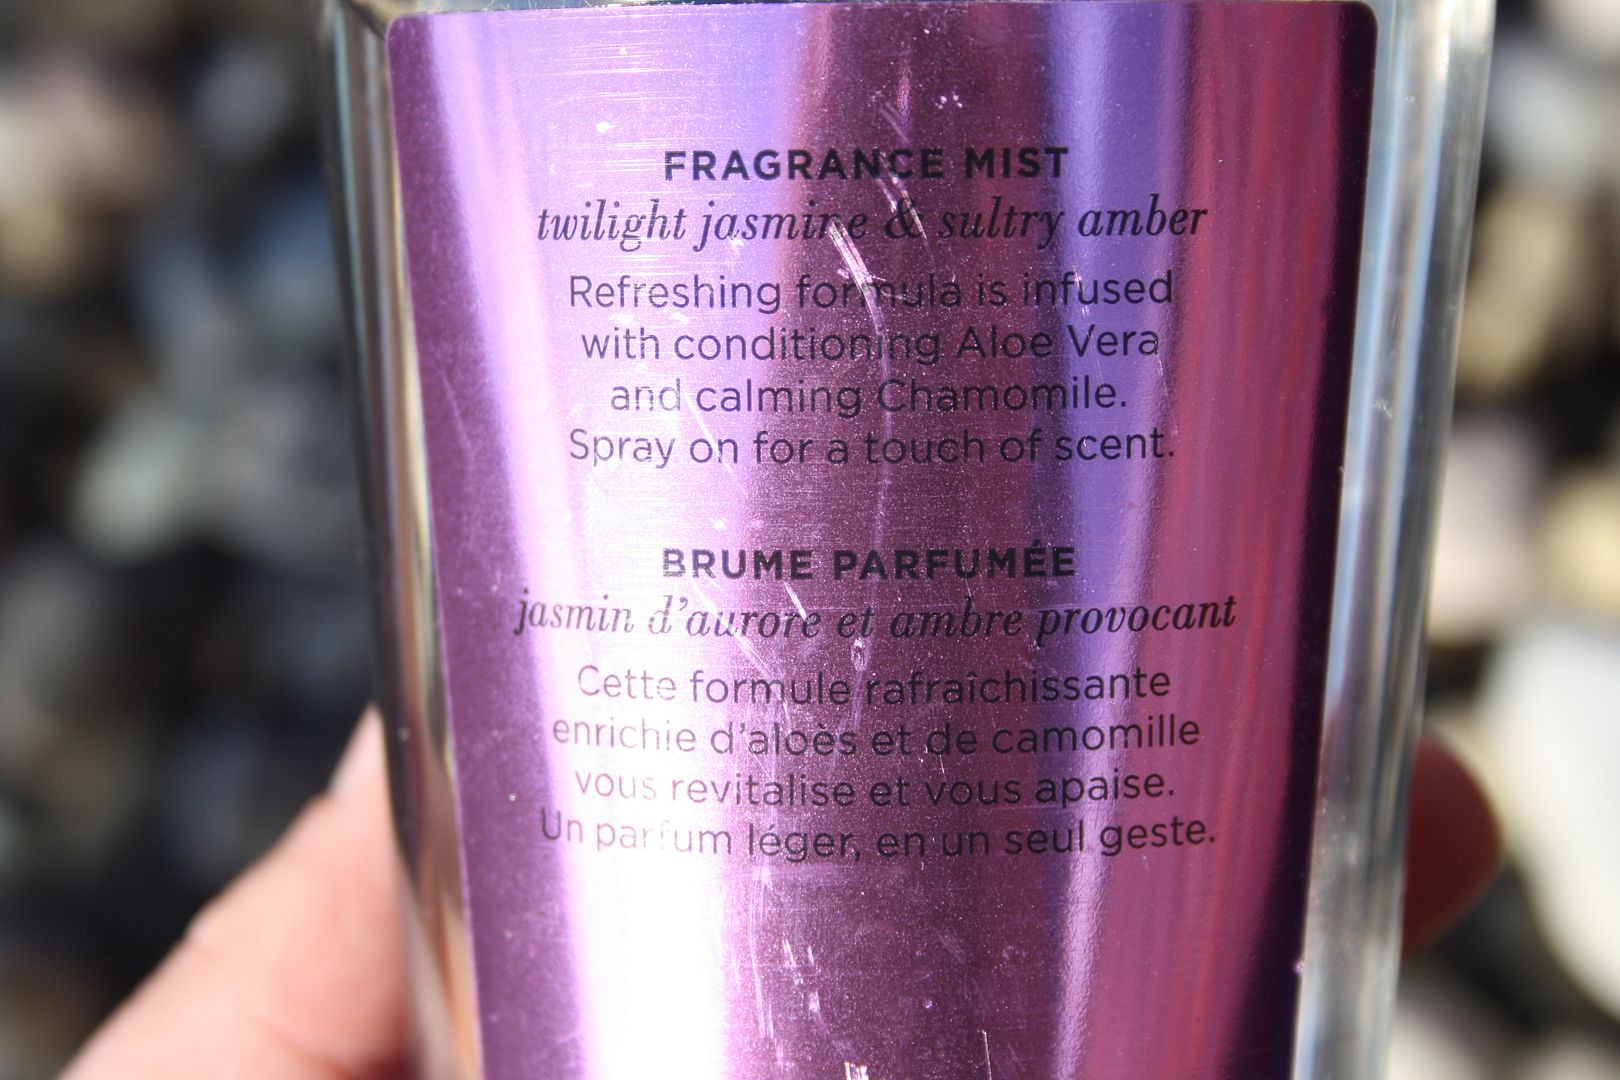 FRAGRANCE MIST
twilight jasmine & sultry amber
Refreshing formula is infused
with conditioning Aloe Vera
and calming Chamomile.
Spray on for a touch of scent.
BRUME PARFUMÉE
jasmin d'aurore et ambre provocant
Cette formule rafraîchissante
enrichie d'aloès et de camomille
vous revitalise et vous apaise.
Un parfum léger, en un seul geste.